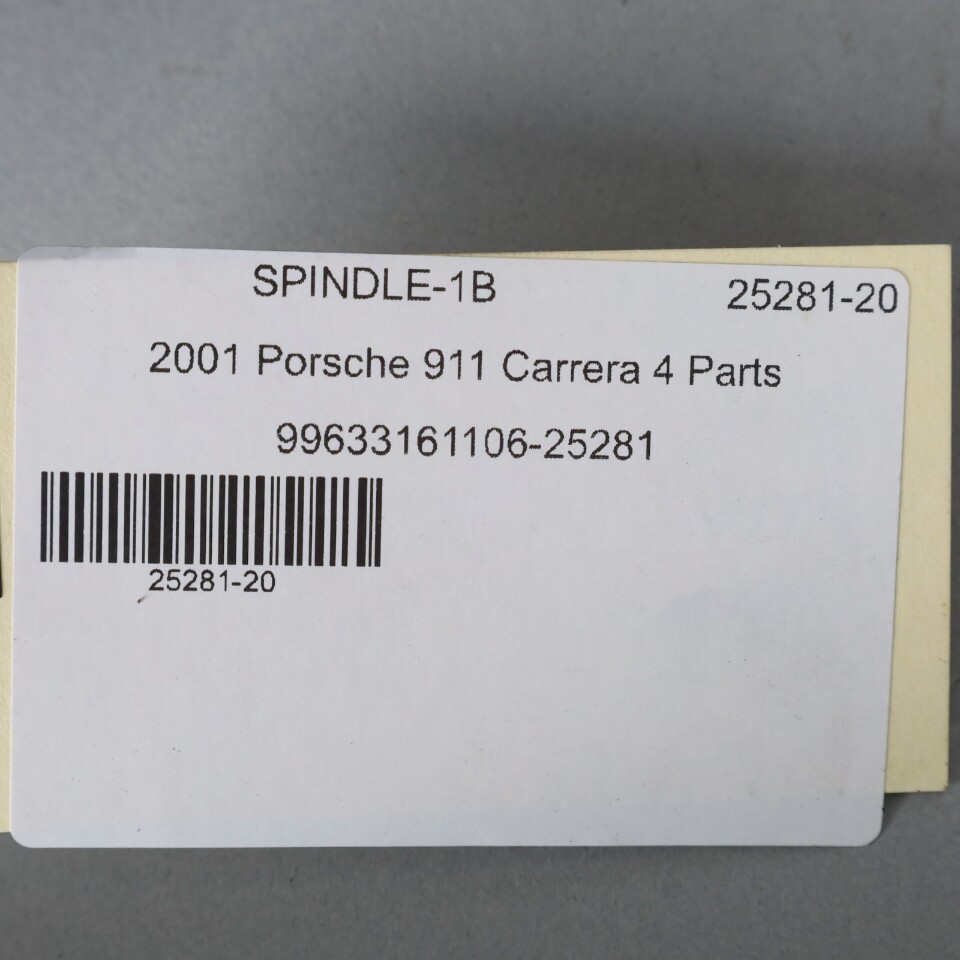 SPINDLE-1B 25281-20
2001 Porsche 911 Carrera 4 Parts
99633161106-25281
25281-20